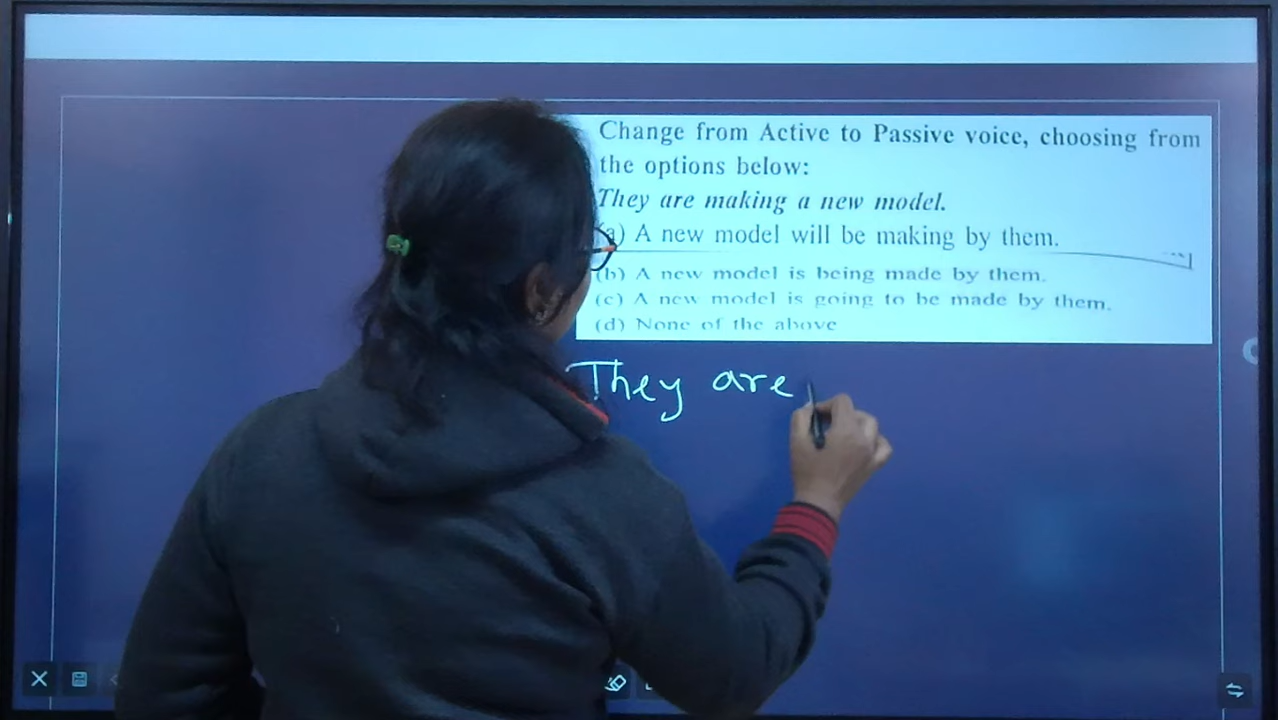 Change from Active to Passive voice, choosing from
the options below:
They are making a new model.
(a) A new model will be making by them.
(b) A new model is being made by them.
(c) A new model is going to be made by them.
(d) None of the above
They are